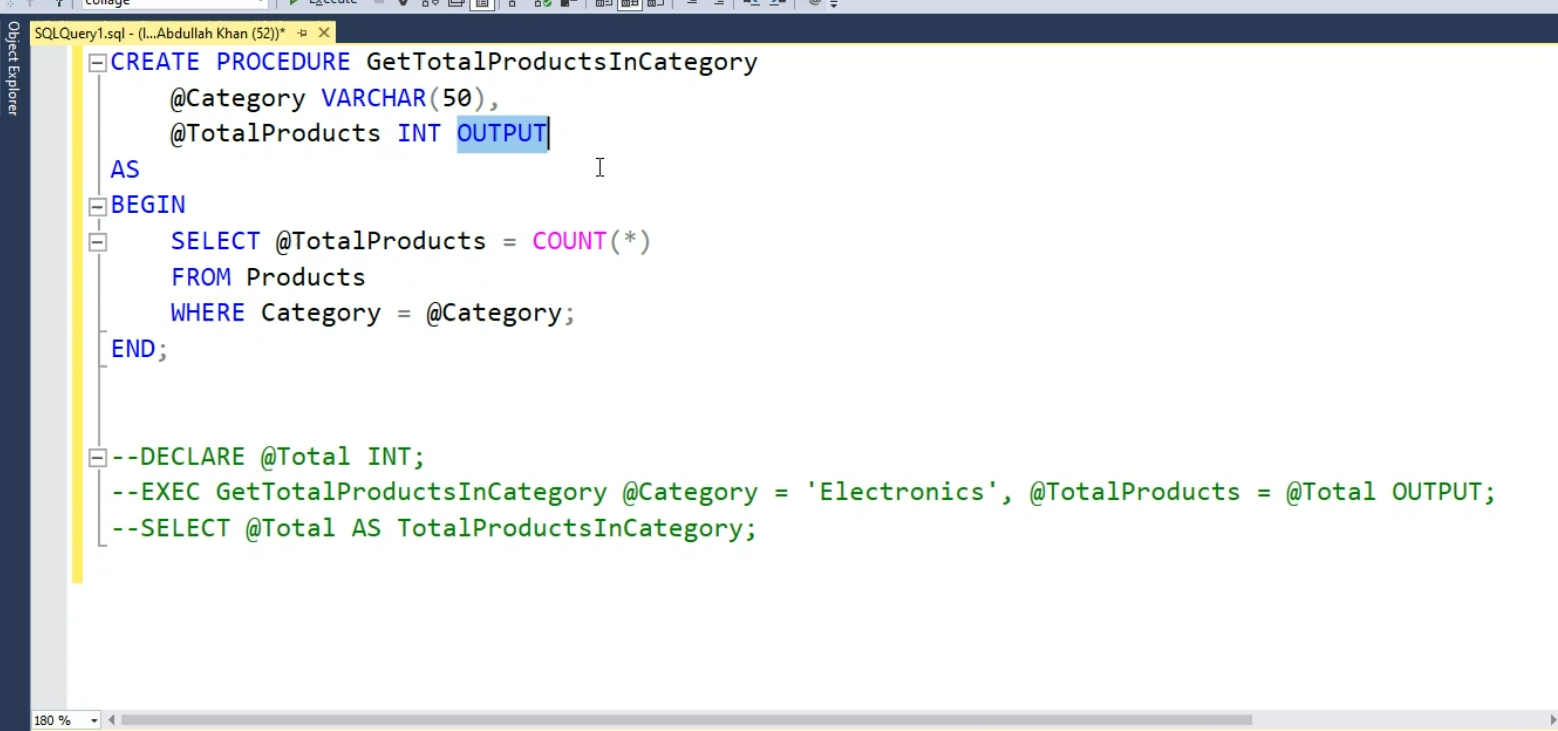 SQLQuery1.sql - (l...Abdullah Khan (52))*
Object Explorer
CREATE PROCEDURE GetTotalProductsInCategory
@Category VARCHAR(50),
@TotalProducts INT OUTPUT
AS
BEGIN
SELECT @TotalProducts = COUNT(*)
FROM Products
WHERE Category = @Category;
END;
--DECLARE @Total INT;
--EXEC GetTotalProductsInCategory @Category = 'Electronics', @TotalProducts = @Total OUTPUT;
--SELECT @Total AS TotalProductsInCategory;
180 %